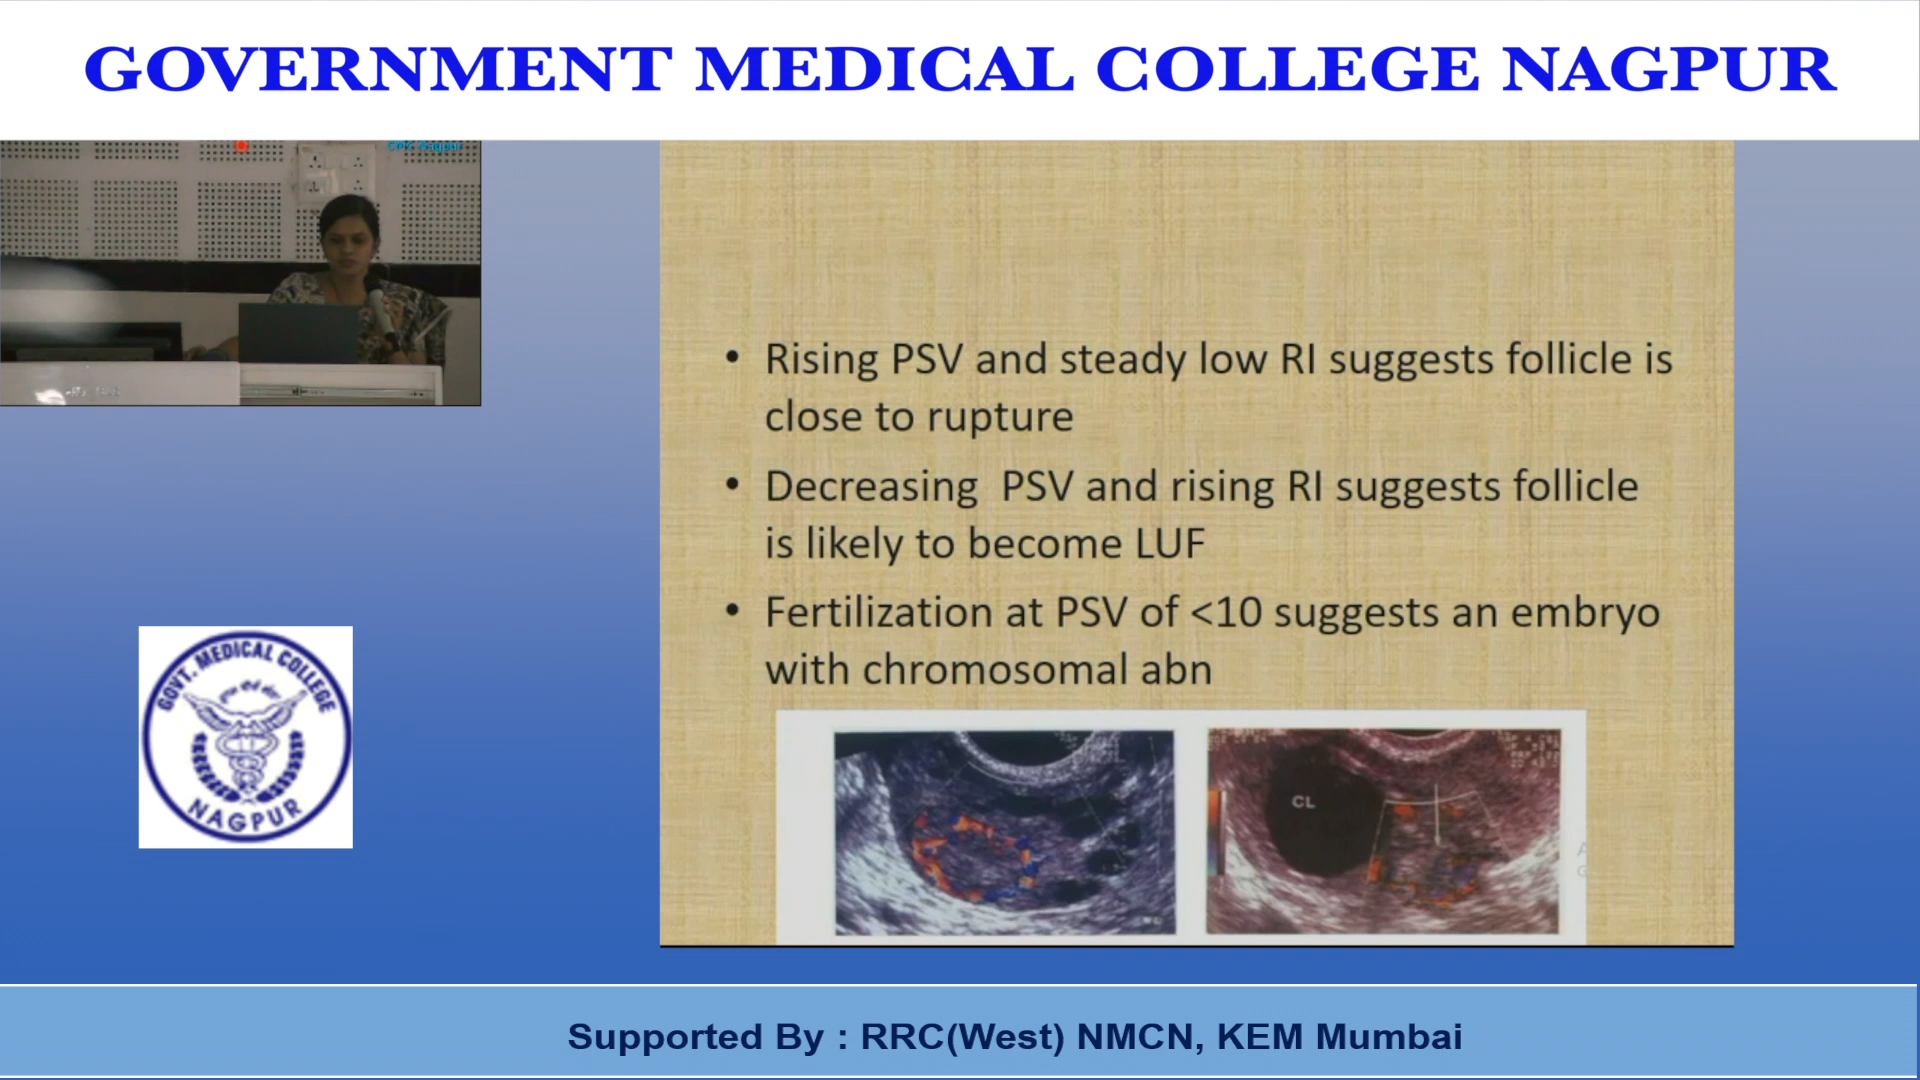 GOVERNMENT MEDICAL COLLEGE NAGPUR
GMC Nagpur
• Rising PSV and steady low RI suggests follicle is
close to rupture
• Decreasing PSV and rising RI suggests follicle
is likely to become LUF
• Fertilization at PSV of <10 suggests an embryo
with chromosomal abn
CL
GOVT. MEDICAL COLLEGE
NAGPUR
Supported By : RRC(West) NMCN, KEM Mumbai